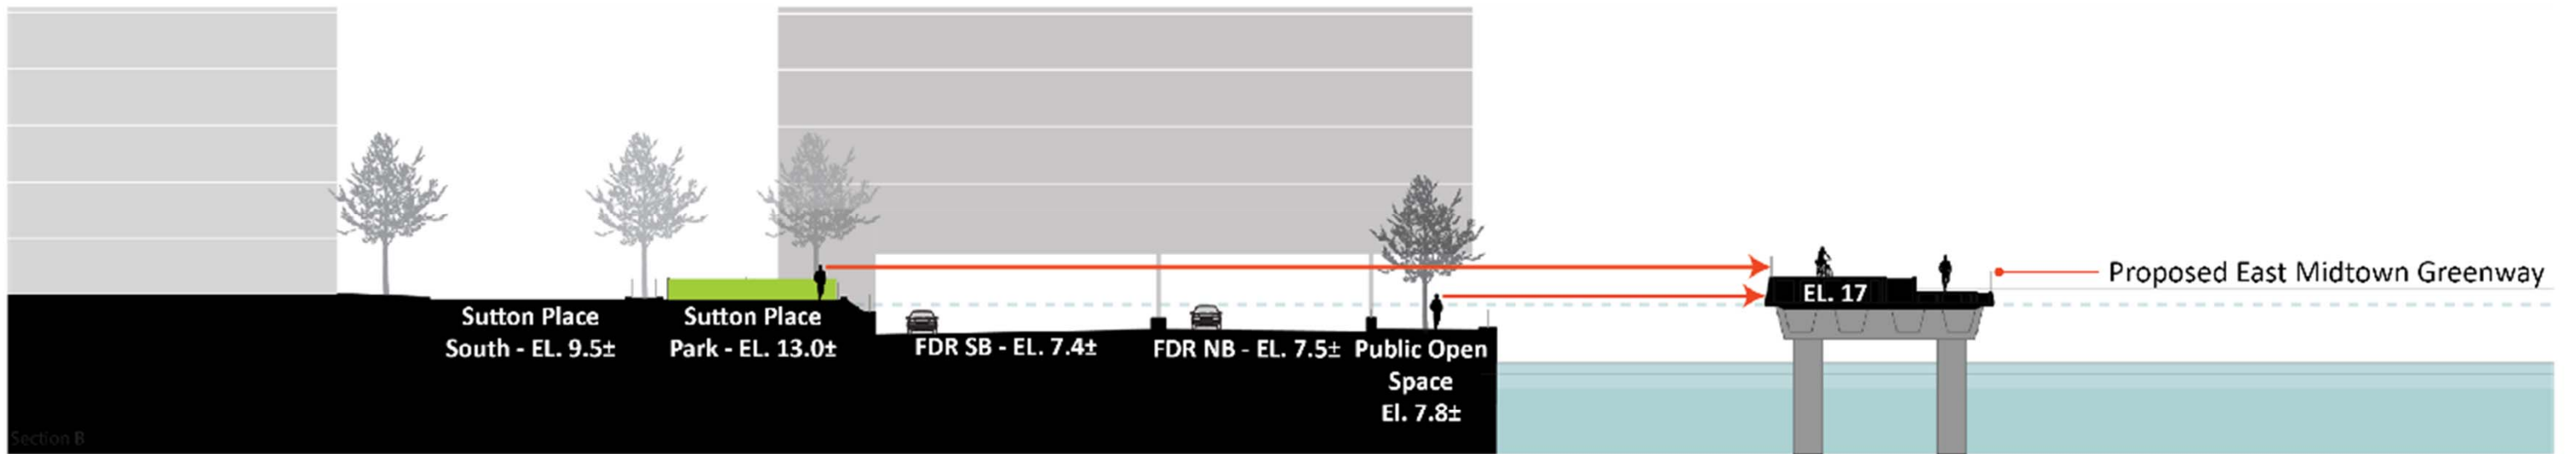 Sutton Place
South - EL. 9.5±
Sutton Place
Park - EL. 13.0±
FDR SB - EL. 7.4±
FDR NB - EL. 7.5±
Public Open
Space
El. 7.8±
EL. 17
Proposed East Midtown Greenway
Section B